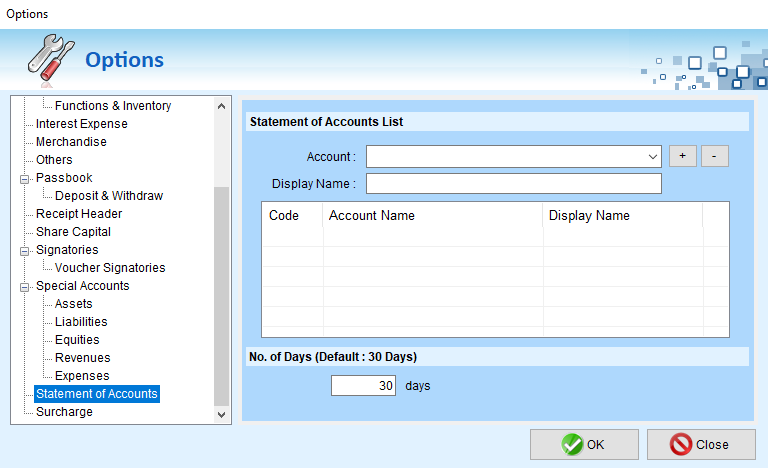 Options
Options
Functions & Inventory
Interest Expense
Merchandise
Others
Passbook
Deposit & Withdraw
Receipt Header
Share Capital
Signatories
Voucher Signatories
Special Accounts
Assets
Liabilities
Equities
Revenues
Expenses
Statement of Accounts
Surcharge
Statement of Accounts List
Account :
+ -
Display Name :
Code Account Name Display Name
No. of Days (Default : 30 Days)
30 days
OK Close